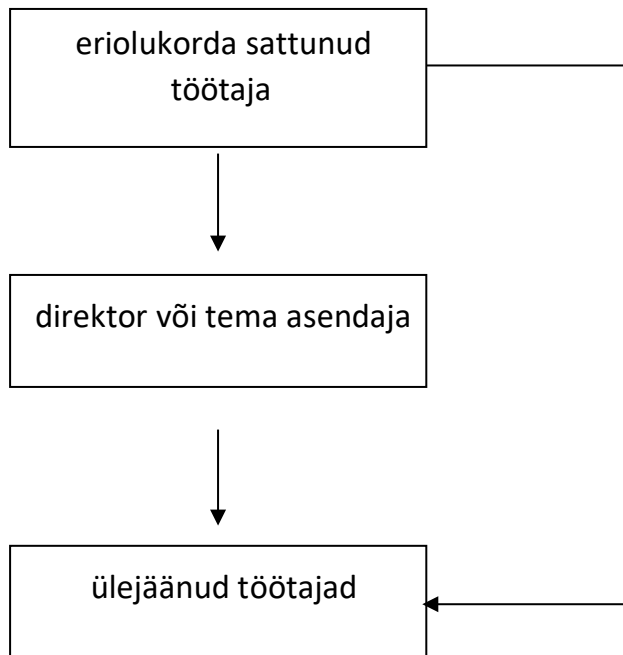 eriolukorda sattunud
töötaja
direktor või tema asendaja
ülejäänud töötajad